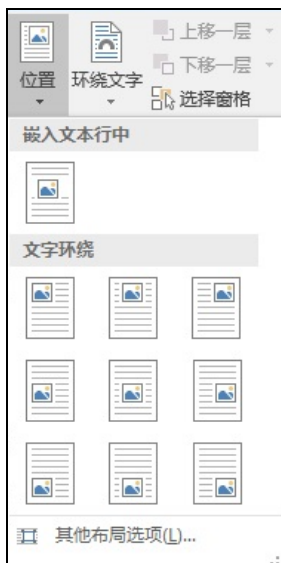 上移一层
下移一层
位置 环绕文字
选择窗格
嵌入文本行中
文字环绕
其他布局选项(L)...